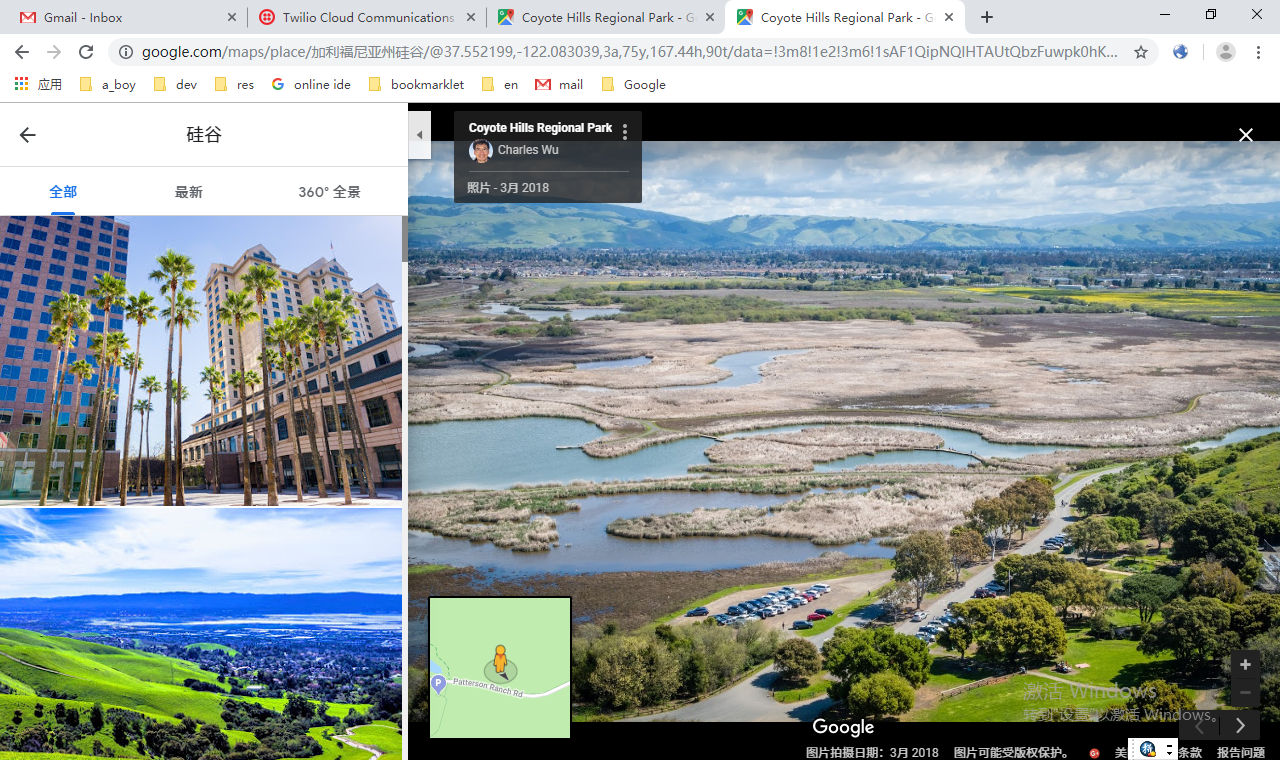 Gmail - Inbox
Twilio Cloud Communications
Coyote Hills Regional Park - G
Coyote Hills Regional Park - G
google.com/maps/place/加利福尼亚州硅谷/@37.552199,-122.083039,3a,75y,167.44h,90t/data=!3m8!1e2!3m6!1sAF1QipNQIHTAUtQbzFuwpk0hK...
应用
a_boy
dev
res
online ide
bookmarklet
en
mail
Google
硅谷
全部
最新
360° 全景
Coyote Hills Regional Park
Charles Wu
照片 - 3月 2018
P
Patterson Ranch Rd
激活 Windows
转到"设置"以激活 Windows。
Google
图片拍摄日期：3月 2018
图片可能受版权保护。
美
条款
报告问题